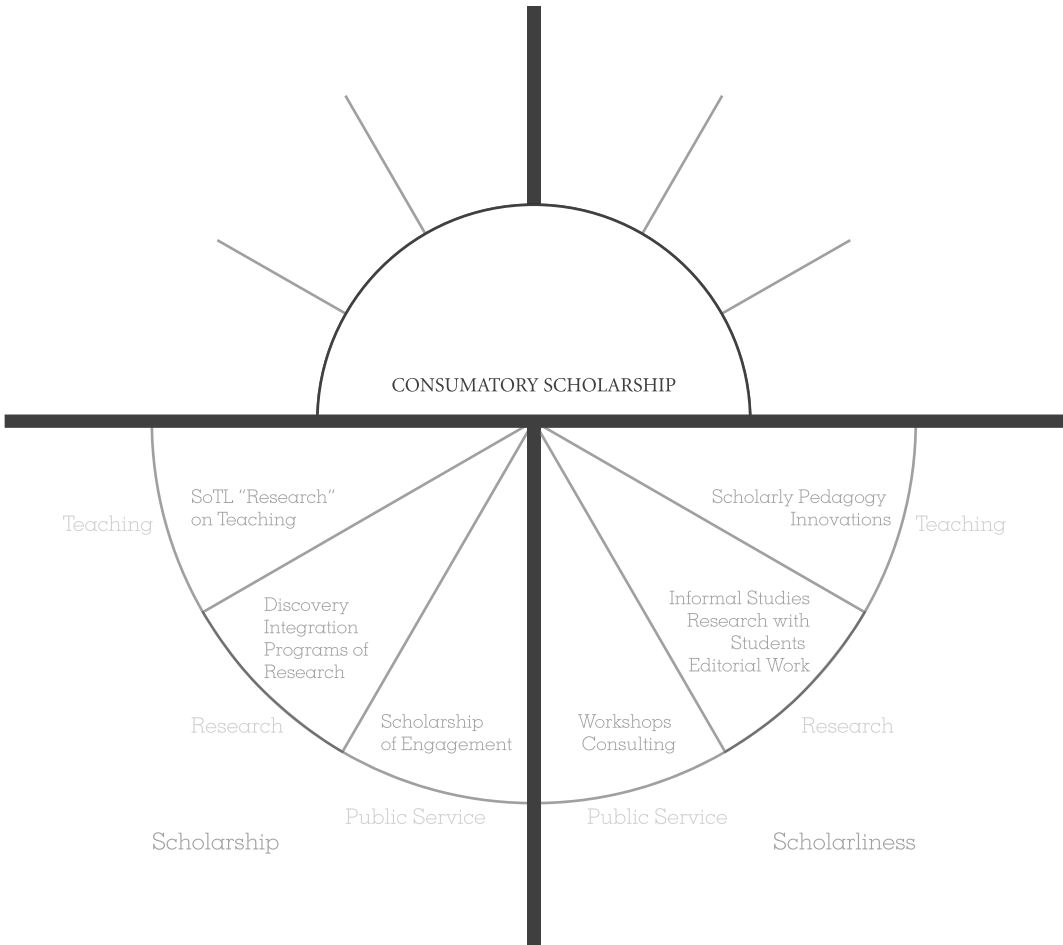 CONSUMATORY SCHOLARSHIP
SoTL "Research"
on Teaching
Teaching
Discovery
Integration
Programs of
Research
Research
Scholarship
of Engagement
Public Service
Scholarship
Scholarly Pedagogy
Innovations
Teaching
Informal Studies
Research with
Students
Editorial Work
Research
Workshops
Consulting
Public Service
Scholarliness